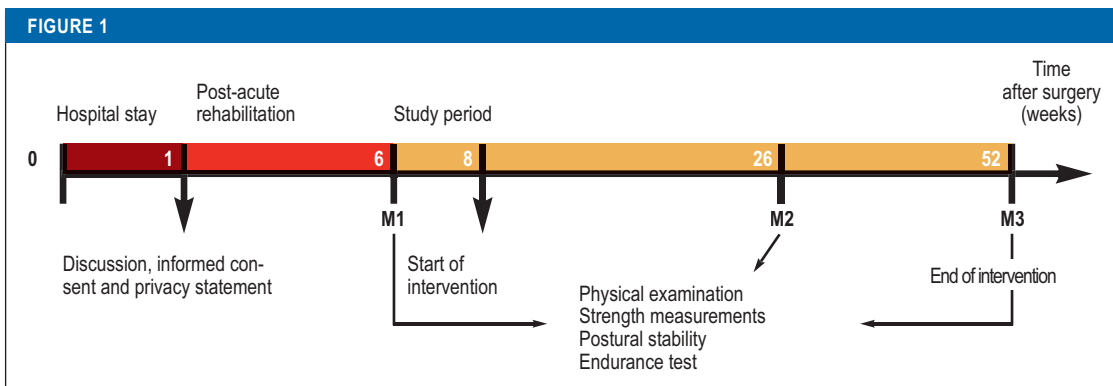 FIGURE 1
Time
after surgery
(weeks)
Post-acute
rehabilitation
Hospital stay
Study period
0
1
6
8
26
52
M1
M2
M3
Discussion, informed con-
sent and privacy statement
Start of
intervention
End of intervention
Physical examination
Strength measurements
Postural stability
Endurance test